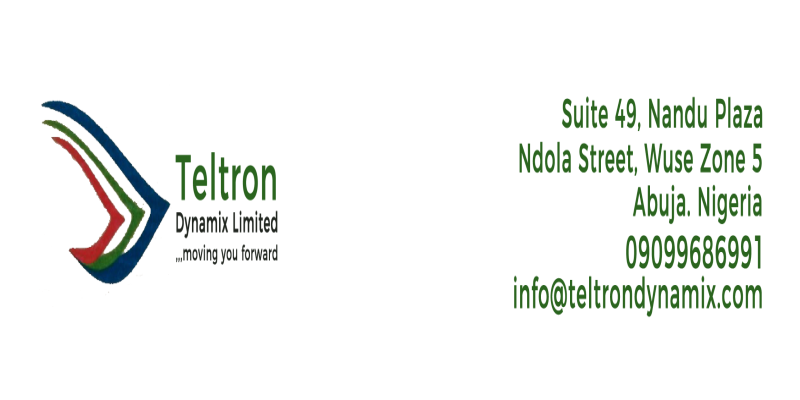 Teltron
Dynamix Limited
,,,moving you forward
Suite 49, Nandu Plaza
Ndola Street, Wuse Zone 5
Abuja. Nigeria
09099686991
info@teltrondynamix.com